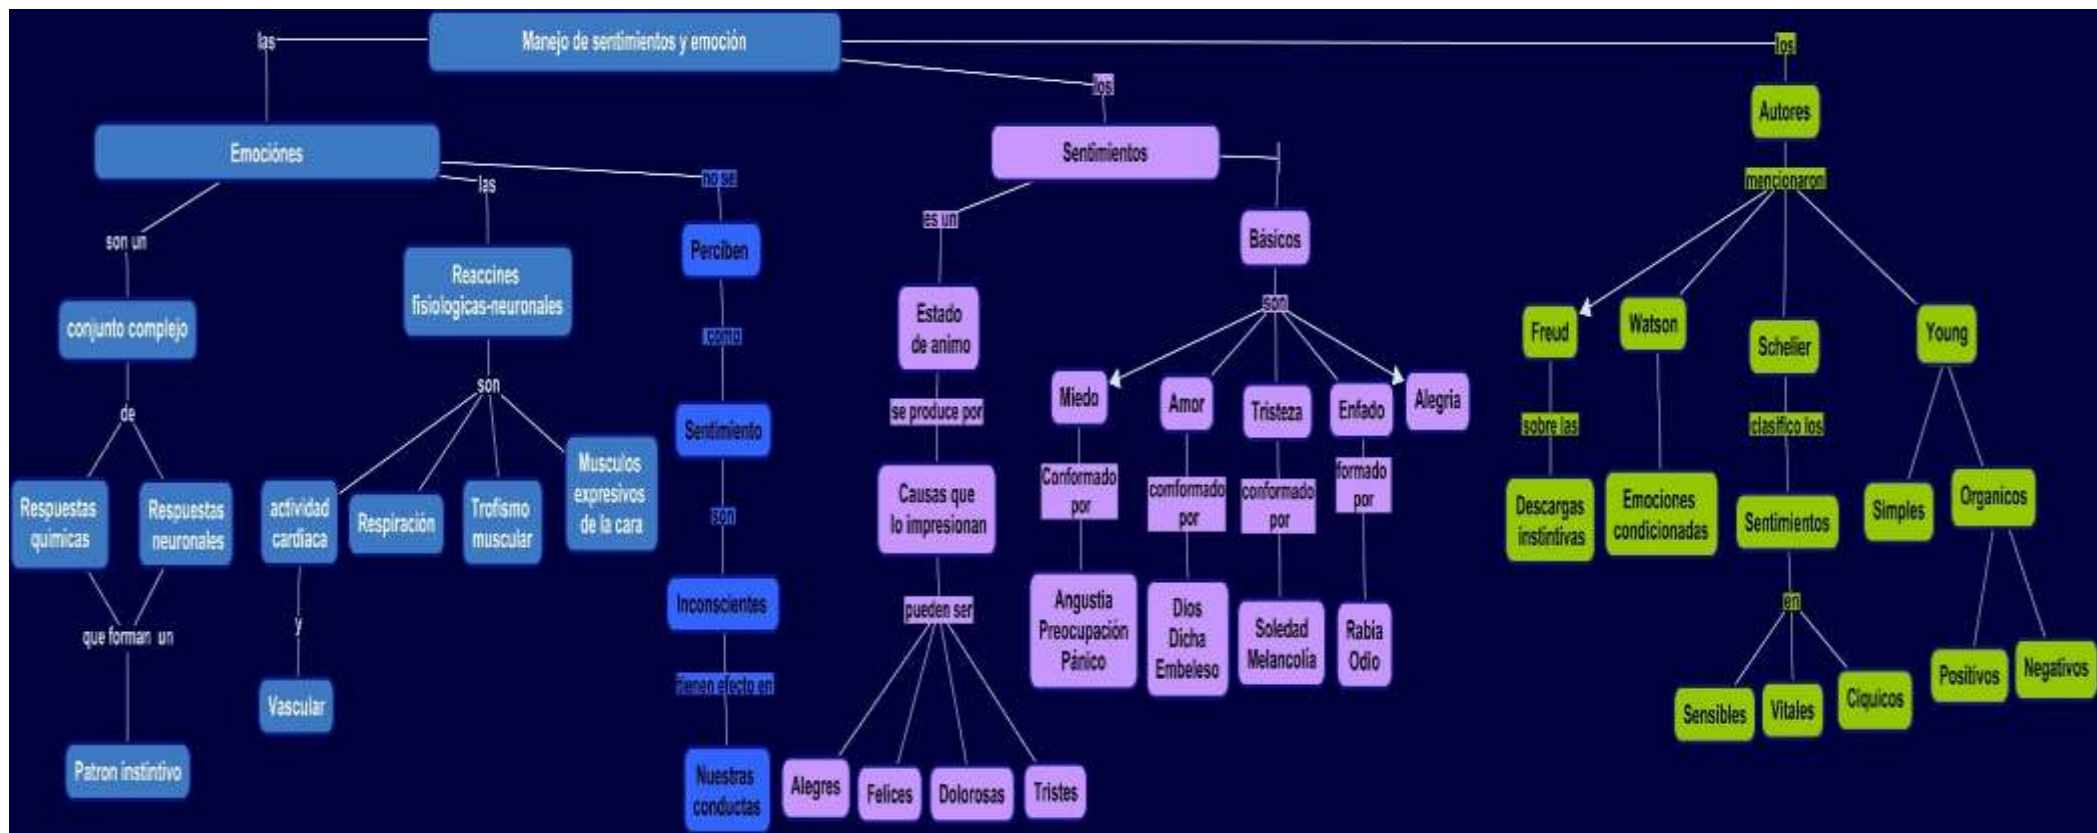 Manejo de sentimientos y emoción
las
los
los
Emociónes
Sentimientos
Autores
son un
las
no se
es un
Básicos
mencionaron
conjunto complejo
Reaccines
fisiologicas-neuronales
Perciben
Estado
de animo
son
Freud
Watson
Schelier
Young
de
son
como
se produce por
Miedo
Amor
Tristeza
Enfado
Alegria
sobre las
clasifico los
Respuestas
quimicas
Respuestas
neuronales
actividad
cardiaca
Respiración
Trofismo
muscular
Musculos
expresivos
de la cara
Sentimiento
Causas que
lo impresionan
Conformado
por
comformado
por
conformado
por
formado
por
Descargas
instintivas
Emociones
condicionadas
Sentimientos
Simples
Organicos
que forman un
y
son
Inconscientes
pueden ser
Angustia
Preocupación
Pánico
Dios
Dicha
Embeleso
Soledad
Melancolia
Rabia
Odio
en
Patron instintivo
Vascular
tienen efecto en
Nuestras
conductas
Alegres
Felices
Dolorosas
Tristes
Sensibles
Vitales
Ciquicos
Positivos
Negativos